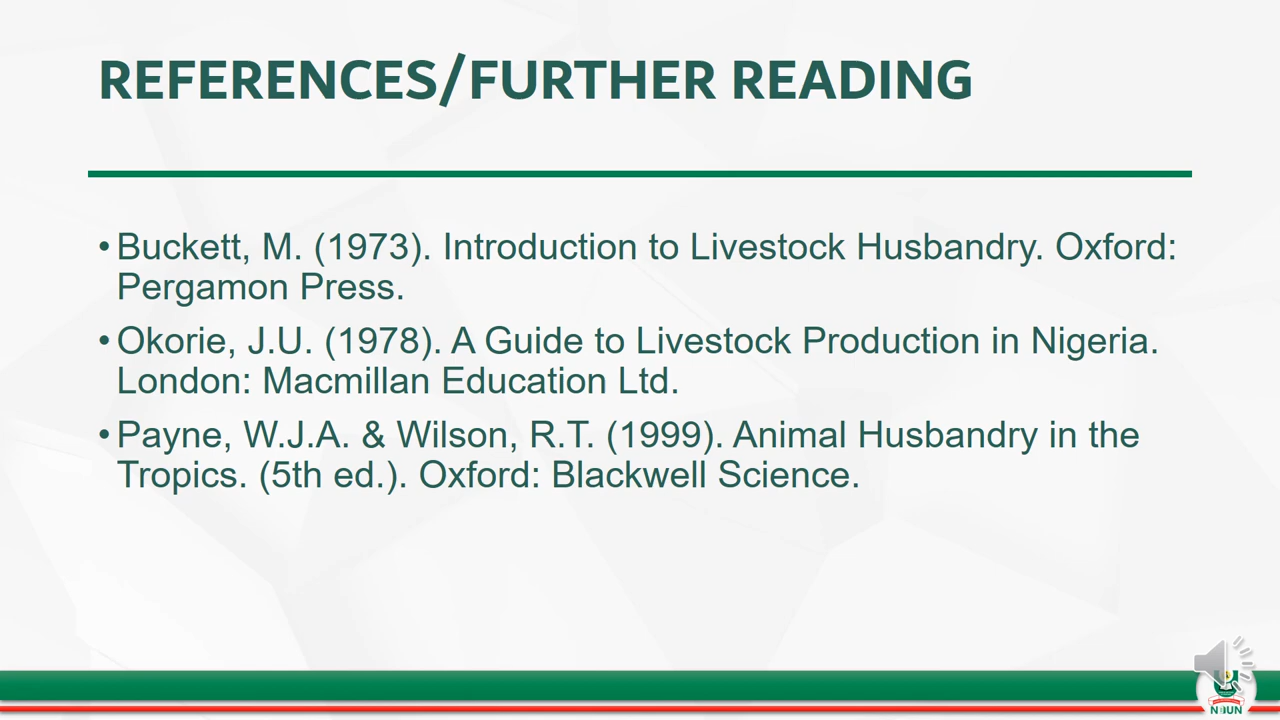 REFERENCES/FURTHER READING
• Buckett, M. (1973). Introduction to Livestock Husbandry. Oxford:
Pergamon Press.
• Okorie, J.U. (1978). A Guide to Livestock Production in Nigeria.
London: Macmillan Education Ltd.
• Payne, W.J.A. & Wilson, R.T. (1999). Animal Husbandry in the
Tropics. (5th ed.). Oxford: Blackwell Science.
NOUN